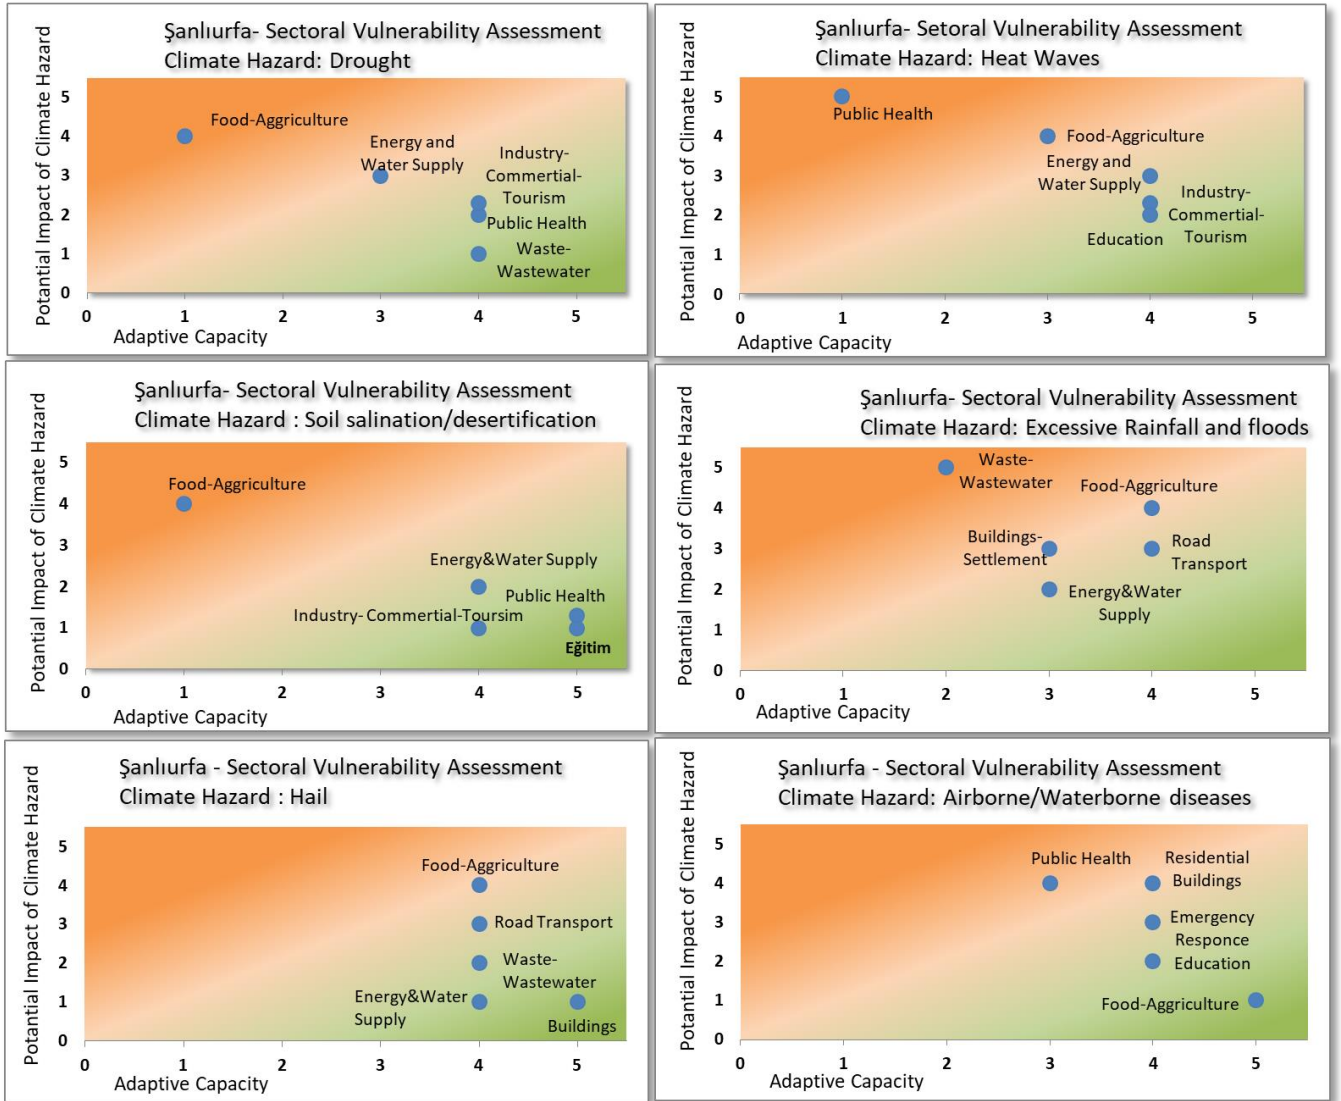 Şanlıurfa- Sectoral Vulnerability Assessment
Climate Hazard: Drought
Potantial Impact of Climate Hazard
5
4
3
2
1
0
Food-Aggriculture
Energy and
Water Supply
Industry-
Commertial-
Tourism
Public Health
Waste-
Wastewater
0 1 2 3 4 5
Adaptive Capacity
Şanlıurfa- Setoral Vulnerability Assessment
Climate Hazard: Heat Waves
Potantial Impact of Climate Hazard
5
4
3
2
1
0
Public Health
Food-Aggriculture
Energy and
Water Supply
Industry-
Commertial-
Tourism
Education
0 1 2 3 4 5
Adaptive Capacity
Şanlıurfa- Sectoral Vulnerability Assessment
Climate Hazard : Soil salination/desertification
Potantial Impact of Climate Hazard
5
4
3
2
1
0
Food-Aggriculture
Energy&Water Supply
Public Health
Industry- Commertial-Toursim
Eğitim
0 1 2 3 4 5
Adaptive Capacity
Şanlıurfa- Sectoral Vulnerability Assessment
Climate Hazard: Excessive Rainfall and floods
Potantial Impact of Climate Hazard
5
4
3
2
1
0
Waste-
Wastewater
Food-Aggriculture
Buildings-
Settlement
Road
Transport
Energy&Water
Supply
0 1 2 3 4 5
Adaptive Capacity
Şanlıurfa - Sectoral Vulnerability Assessment
Climate Hazard : Hail
Potantial Impact of Climate Hazard
5
4
3
2
1
0
Food-Aggriculture
Road Transport
Waste-
Wastewater
Energy&Water
Supply
Buildings
0 1 2 3 4 5
Adaptive Capacity
Şanlıurfa - Sectoral Vulnerability Assessment
Climate Hazard: Airborne/Waterborne diseases
Potantial Impact of Climate Hazard
5
4
3
2
1
0
Public Health
Residential
Buildings
Emergency
Responce
Education
Food-Aggriculture
0 1 2 3 4 5
Adaptive Capacity